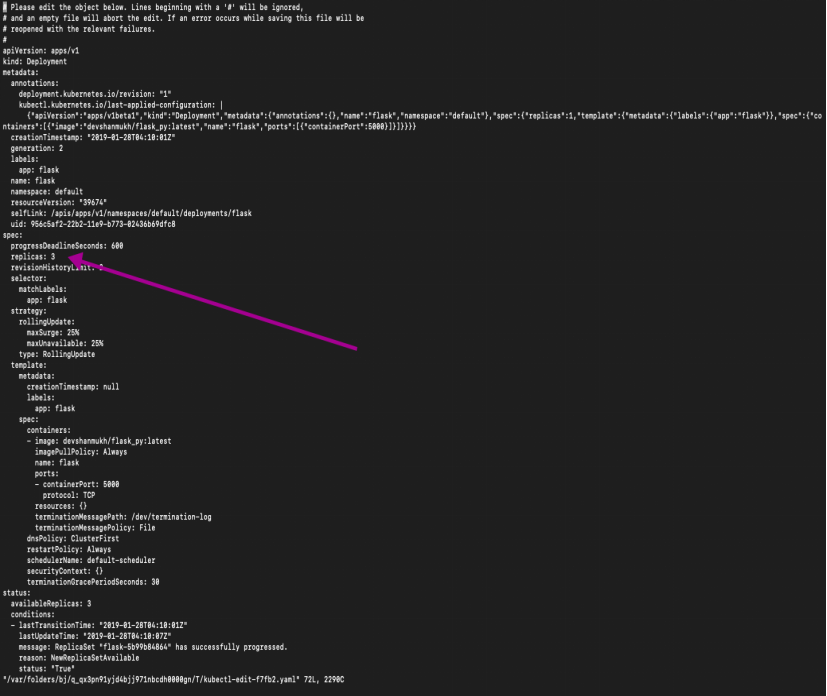 # Please edit the object below. Lines beginning with a '#' will be ignored,
# and an empty file will abort the edit. If an error occurs while saving this file will be
# reopened with the relevant failures.
#
apiVersion: apps/v1
kind: Deployment
metadata:
  annotations:
    deployment.kubernetes.io/revision: "1"
    kubectl.kubernetes.io/last-applied-configuration: |
      {"apiVersion":"apps/v1beta1","kind":"Deployment","metadata":{"annotations":{},"name":"flask","namespace":"default"},"spec":{"replicas":1,"template":{"metadata":{"labels":{"app":"flask"}},"spec":{"co
ntainers":[{"image":"devshanmukh/flask_py:latest","name":"flask","ports":[{"containerPort":5000}]}]}}}}
  creationTimestamp: "2019-01-28T04:10:01Z"
  generation: 2
  labels:
    app: flask
  name: flask
  namespace: default
  resourceVersion: "39674"
  selfLink: /apis/apps/v1/namespaces/default/deployments/flask
  uid: 956c5af2-22b2-11e9-b773-02436b69dfc8
spec:
  progressDeadlineSeconds: 600
  replicas: 3
  revisionHistoryLimit:
  selector:
    matchLabels:
      app: flask
  strategy:
    rollingUpdate:
      maxSurge: 25%
      maxUnavailable: 25%
    type: RollingUpdate
  template:
    metadata:
      creationTimestamp: null
      labels:
        app: flask
    spec:
      containers:
      - image: devshanmukh/flask_py:latest
        imagePullPolicy: Always
        name: flask
        ports:
        - containerPort: 5000
          protocol: TCP
        resources: {}
        terminationMessagePath: /dev/termination-log
        terminationMessagePolicy: File
      dnsPolicy: ClusterFirst
      restartPolicy: Always
      schedulerName: default-scheduler
      securityContext: {}
      terminationGracePeriodSeconds: 30
status:
  availableReplicas: 3
  conditions:
  - lastTransitionTime: "2019-01-28T04:10:01Z"
    lastUpdateTime: "2019-01-28T04:10:07Z"
    message: ReplicaSet "flask-5b99b84864" has successfully progressed.
    reason: NewReplicaSetAvailable
    status: "True"
"/var/folders/bj/q_qx3pn91yjd4bjj971nbcdh0000gn/T/kubectl-edit-f7fb2.yaml" 72L, 2290C